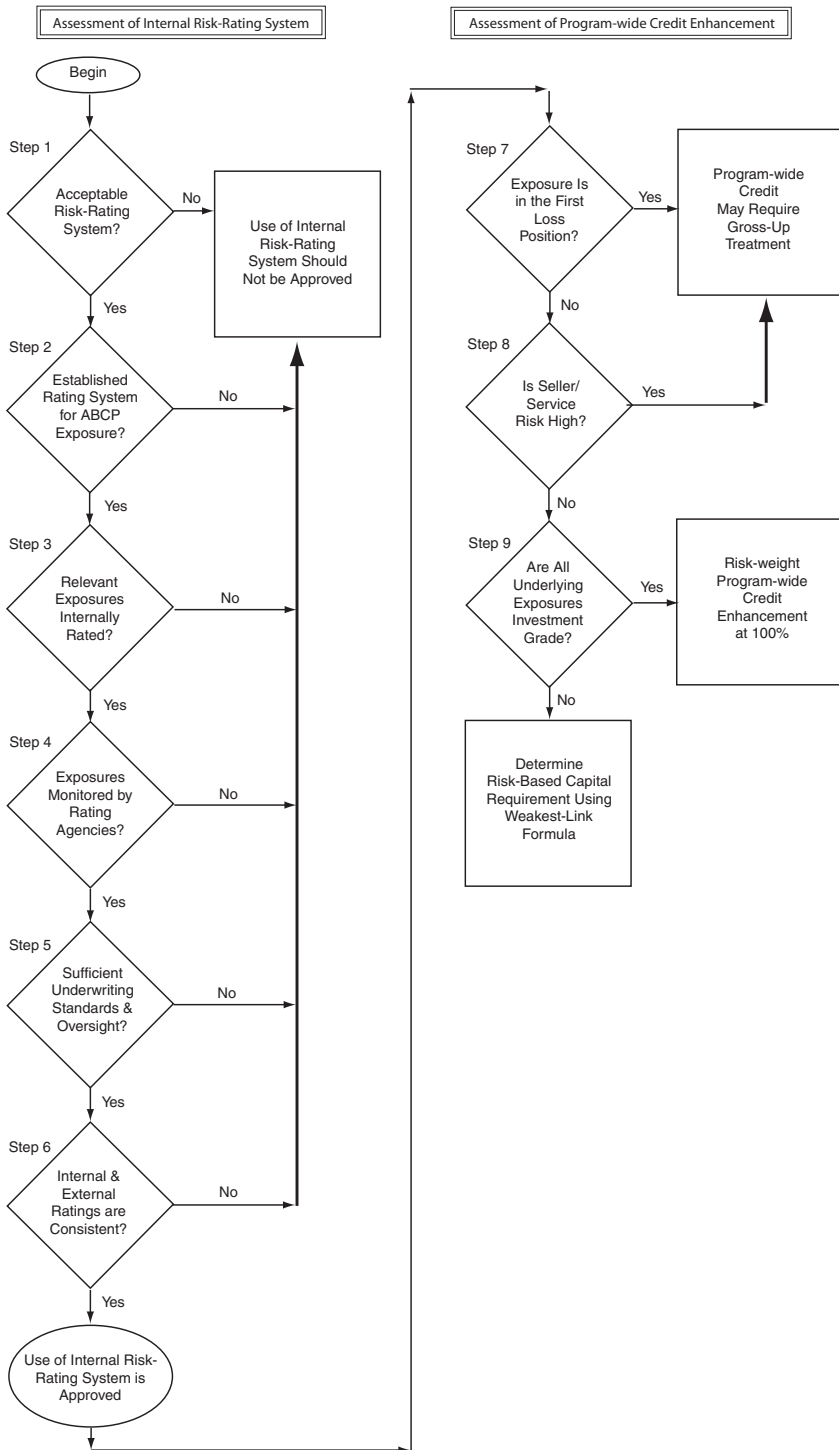 Assessment of Internal Risk-Rating System
Begin
Step 1
Acceptable
Risk-Rating
System?
No
Use of Internal
Risk-Rating
System Should
Not be Approved
Yes
Step 2
Established
Rating System
for ABCP
Exposure?
No
Yes
Step 3
Relevant
Exposures
Internally
Rated?
No
Yes
Step 4
Exposures
Monitored by
Rating
Agencies?
No
Yes
Step 5
Sufficient
Underwriting
Standards &
Oversight?
No
Yes
Step 6
Internal &
External
Ratings are
Consistent?
No
Yes
Use of Internal Risk-
Rating System is
Approved
Assessment of Program-wide Credit Enhancement
Step 7
Exposure Is
in the First
Loss
Position?
Yes
Program-wide
Credit
May Require
Gross-Up
Treatment
No
Step 8
Is Seller/
Service
Risk High?
Yes
No
Step 9
Are All
Underlying
Exposures
Investment
Grade?
Yes
Risk-weight
Program-wide
Credit
Enhancement
at 100%
No
Determine
Risk-Based Capital
Requirement Using
Weakest-Link
Formula